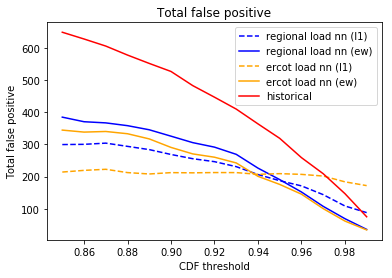 Total false positive
regional load nn (l1)
regional load nn (ew)
ercot load nn (l1)
ercot load nn (ew)
historical
600
500
400
300
200
100
Total false positive
0.86
0.88
0.90
0.92
0.94
0.96
0.98
CDF threshold